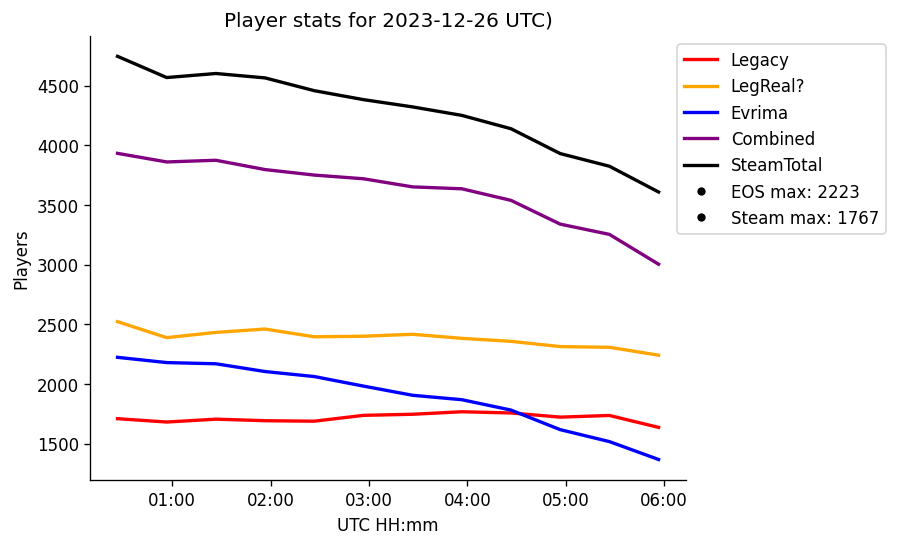 Player stats for 2023-12-26 UTC)
Legacy
LegReal?
Evrima
Combined
SteamTotal
EOS max: 2223
Steam max: 1767
Players
4500
4000
3500
3000
2500
2000
1500
01:00 02:00 03:00 04:00 05:00 06:00
UTC HH:mm